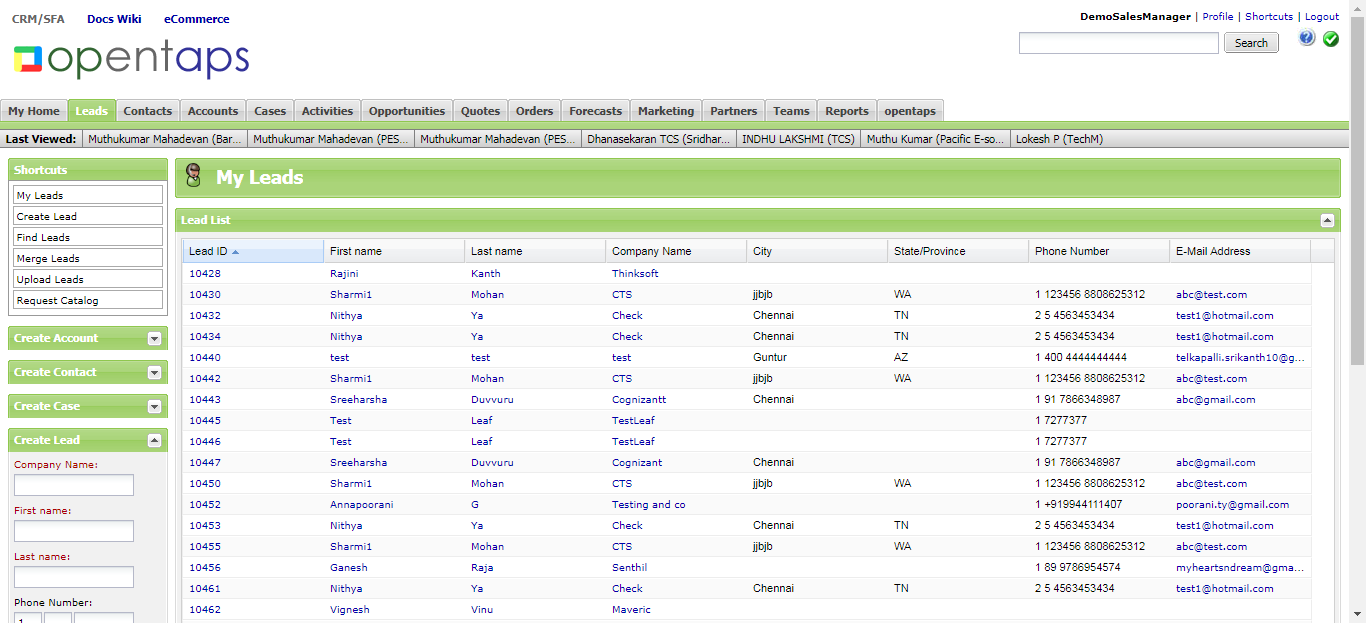 CRM/SFA Docs Wiki eCommerce
DemoSalesManager | Profile | Shortcuts | Logout
opentaps
Search
My Home Leads Contacts Accounts Cases Activities Opportunities Quotes Orders Forecasts Marketing Partners Teams Reports opentaps
Last Viewed: Muthukumar Mahadevan (Bar... Muthukumar Mahadevan (PES... Muthukumar Mahadevan (PES... Dhanasekaran TCS (Sridhar... INDHU LAKSHMI (TCS) Muthu Kumar (Pacific E-so... Lokesh P (TechM)
Shortcuts
My Leads
Create Lead
Find Leads
Merge Leads
Upload Leads
Request Catalog
Create Account
Create Contact
Create Case
Create Lead
Company Name:
First name:
Last name:
Phone Number:
1
My Leads
Lead List
Lead ID First name Last name Company Name City State/Province Phone Number E-Mail Address
10428 Rajini Kanth Thinksoft
10430 Sharmi1 Mohan CTS jjbjb WA 1 123456 8808625312 abc@test.com
10432 Nithya Ya Check Chennai TN 2 5 4563453434 test1@hotmail.com
10434 Nithya Ya Check Chennai TN 2 5 4563453434 test1@hotmail.com
10440 test test test Guntur AZ 1 400 4444444444 telkapalli.srikanth10@g...
10442 Sharmi1 Mohan CTS jjbjb WA 1 123456 8808625312 abc@test.com
10443 Sreeharsha Duvvuru Cognizantt Chennai 1 91 7866348987 abc@gmail.com
10445 Test Leaf TestLeaf 1 7277377
10446 Test Leaf TestLeaf 1 7277377
10447 Sreeharsha Duvvuru Cognizant Chennai 1 91 7866348987 abc@gmail.com
10450 Sharmi1 Mohan CTS jjbjb WA 1 123456 8808625312 abc@test.com
10452 Annapoorani G Testing and co 1 +919944111407 poorani.ty@gmail.com
10453 Nithya Ya Check Chennai TN 2 5 4563453434 test1@hotmail.com
10455 Sharmi1 Mohan CTS jjbjb WA 1 123456 8808625312 abc@test.com
10456 Ganesh Raja Senthil 1 89 9786954574 myheartsndream@gma...
10461 Nithya Ya Check Chennai TN 2 5 4563453434 test1@hotmail.com
10462 Vignesh Vinu Maveric